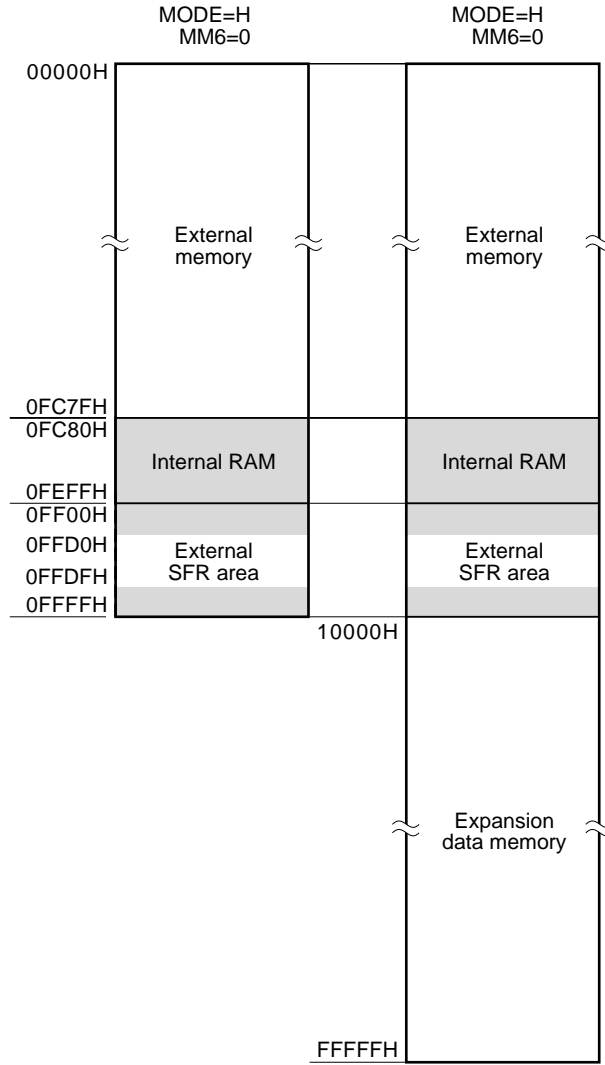 MODE=H
MM6=0
MODE=H
MM6=0
00000H
External
memory
External
memory
0FC7FH
0FC80H
Internal RAM
Internal RAM
0FEFFH
0FF00H
0FFD0H
0FFDFH
External
SFR area
External
SFR area
0FFFFH
10000H
Expansion
data memory
FFFFFH